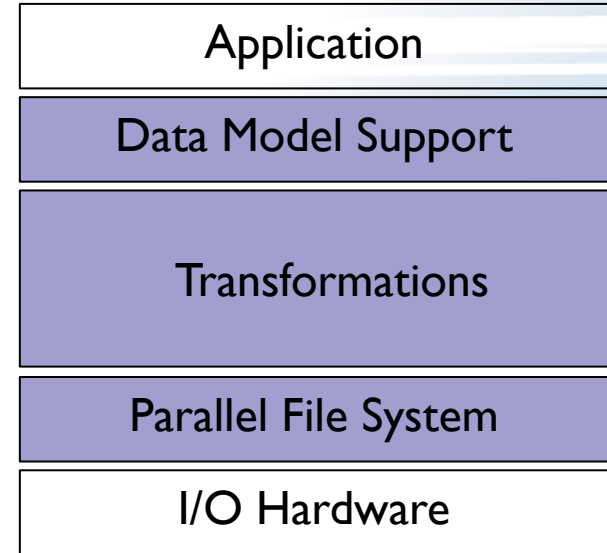 Application
Data Model Support
Transformations
Parallel File System
I/O Hardware